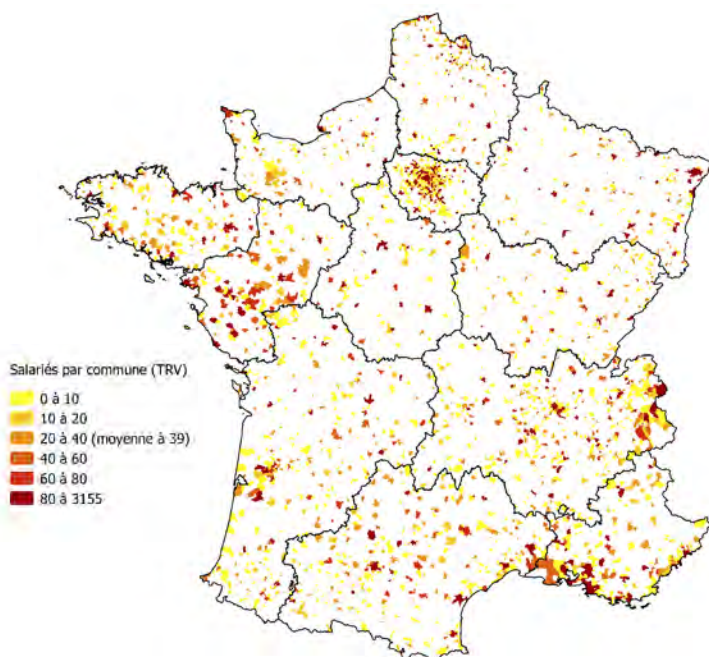 Salariés par commune (TRV)
0 à 10
10 à 20
20 à 40 (moyenne à 39)
40 à 60
60 à 80
80 à 3155